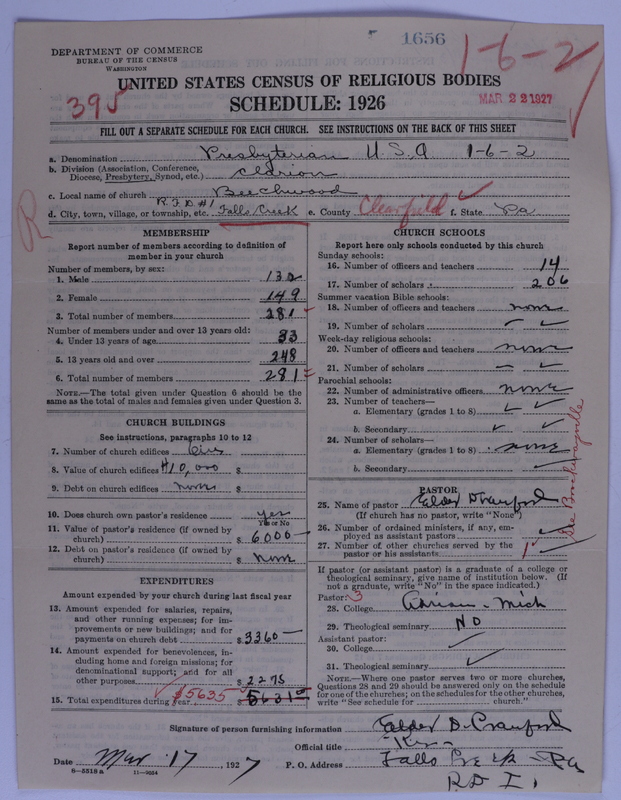 1656
1-6-2
DEPARTMENT OF COMMERCE
BUREAU OF THE CENSUS
WASHINGTON
UNITED STATES CENSUS OF RELIGIOUS BODIES
395
MAR 22 1927
SCHEDULE: 1926
FILL OUT A SEPARATE SCHEDULE FOR EACH CHURCH. SEE INSTRUCTIONS ON THE BACK OF THIS SHEET
a. Denomination Presbyterian U.S.A 1-6-2
b. Division (Association, Conference, Diocese, Presbytery, Synod, etc.) Clarion
c. Local name of church Beechwood
R.F.D #1
d. City, town, village, or township, etc. Falls Creek e. County Clearfield f. State Pa
R
MEMBERSHIP
Report number of members according to definition of
member in your church
Number of members, by sex:
1. Male 132
2. Female 149
3. Total number of members 281
Number of members under and over 13 years old:
4. Under 13 years of age 33
5. 13 years old and over 248
6. Total number of members 281
NOTE.—The total given under Question 6 should be
same as the total of males and females given under Question 3.
CHURCH BUILDINGS
See instructions, paragraphs 10 to 12
7. Number of church edifices
8. Value of church edifices $10,000 $
9. Debt on church edifices none $
10. Does church own pastor's residence? yes
Yes or No
11. Value of pastor's residence (if owned by
church) $ 6000
12. Debt on pastor's residence (if owned by
church) $ none
EXPENDITURES
Amount expended by your church during last fiscal year
13. Amount expended for salaries, repairs,
and other running expenses; for im-
provements or new buildings; and for
payments on church debt $ 3360
14. Amount expended for benevolences, in-
cluding home and foreign missions; for
denominational support; and for all
other purposes $ 2275
15. Total expenditures during year $5635 $ 5631
CHURCH SCHOOLS
Report here only schools conducted by this church
Sunday schools:
16. Number of officers and teachers 14
17. Number of scholars 206
Summer vacation Bible schools:
18. Number of officers and teachers none
19. Number of scholars
Week-day religious schools:
20. Number of officers and teachers none
21. Number of scholars
Parochial schools:
22. Number of administrative officers none
23. Number of teachers—
a. Elementary (grades 1 to 8)
b. Secondary
24. Number of scholars—
a. Elementary (grades 1 to 8) none
b. Secondary
See Brockwayville
PASTOR
25. Name of pastor Elder D Cranford
(If church has no pastor, write "None")
26. Number of ordained ministers, if any, em-
ployed as assistant pastors
27. Number of other churches served by the
pastor or his assistants 1
If pastor (or assistant pastor) is a graduate of a college or
theological seminary, give name of institution below. (If
not a graduate, write "No" in the space indicated.)
Pastor: 3
28. College Adrian - Mich
29. Theological seminary NO
Assistant pastor:
30. College
31. Theological seminary
NOTE.—Where one pastor serves two or more churches,
Questions 28 and 29 should be answered only on the schedule
for one of the churches; on the schedules for the other churches,
write "See schedule for church."
Signature of person furnishing information Elder D. Cranford
Official title
Date Mar 17, 1927 P. O. Address Falls Creek - Pa
R D 1.
8-5518 a 11-9654